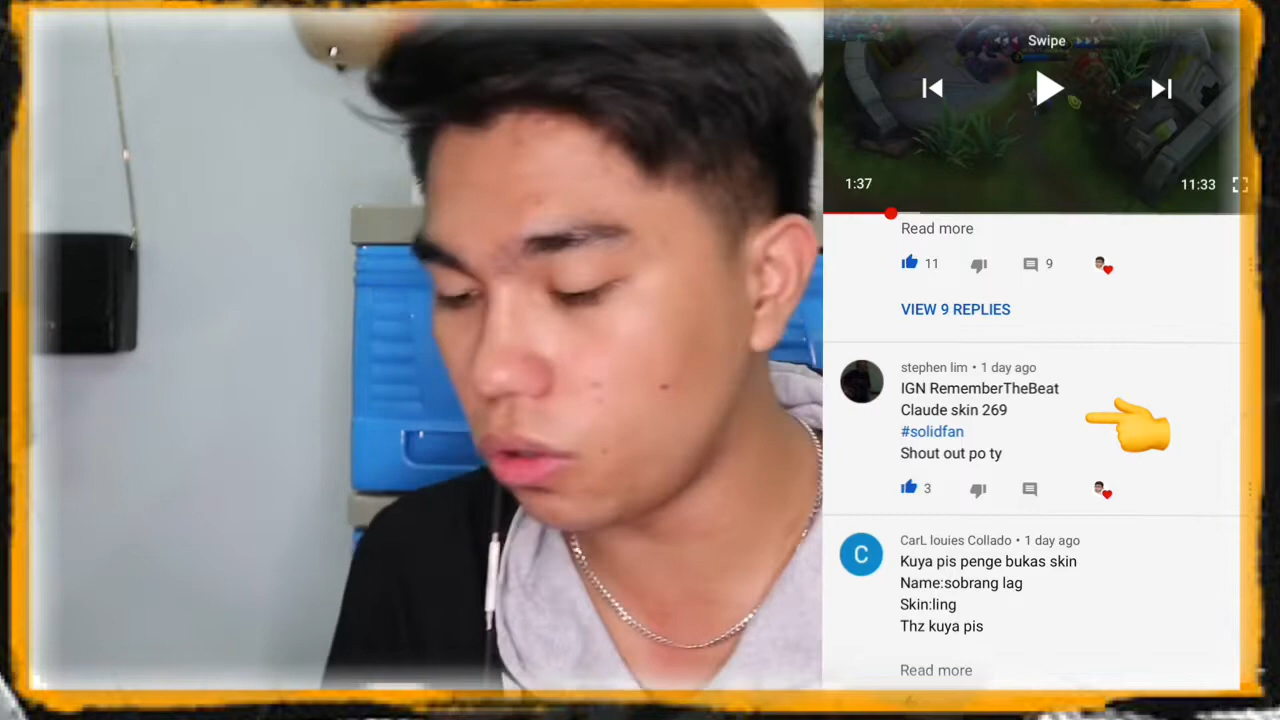 Swipe
1:37
11:33
Read more
11
9
VIEW 9 REPLIES
stephen lim • 1 day ago
IGN RememberTheBeat
Claude skin 269
#solidfan
Shout out po ty
3
C
CarL louies Collado • 1 day ago
Kuya pis penge bukas skin
Name:sobrang lag
Skin:ling
Thz kuya pis
Read more